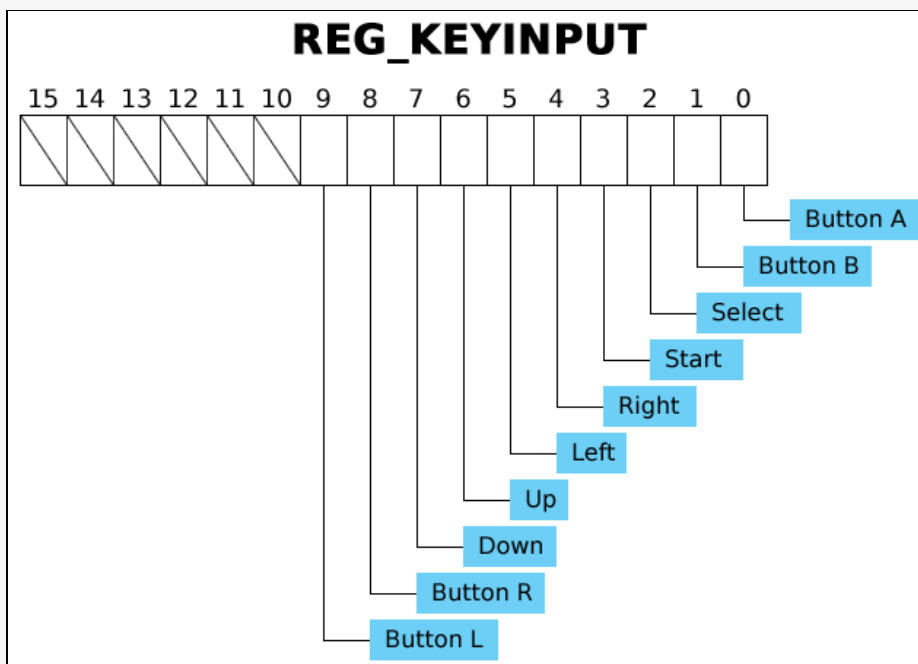 REG_KEYINPUT
15 14 13 12 11 10 9 8 7 6 5 4 3 2 1 0
Button A
Button B
Select
Start
Right
Left
Up
Down
Button R
Button L